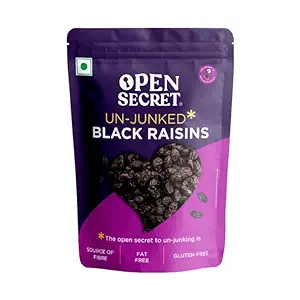 OPEN
SECRET®
UN-JUNKED*
BLACK RAISINS
*The open secret to un-junking is
SOURCE OF
FIBRE
FAT
FREE
GLUTEN-FREE